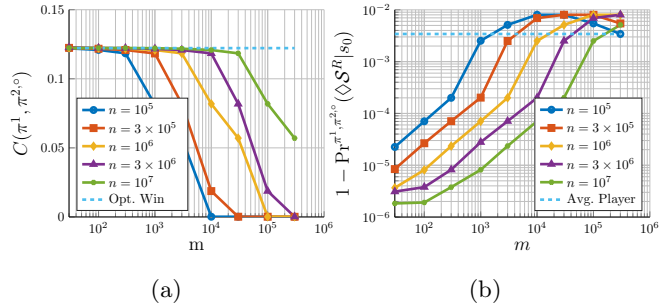 C(π¹, π²,°)
0.15
0.1
0.05
0
n = 10⁵
n = 3 × 10⁵
n = 10⁶
n = 3 × 10⁶
n = 10⁷
Opt. Win
10² 10³ 10⁴ 10⁵ 10⁶
m
(a)
1 − Pr^{π¹,π²,°}(◇S^R|s₀)
10⁻²
10⁻³
10⁻⁴
10⁻⁵
10⁻⁶
n = 10⁵
n = 3 × 10⁵
n = 10⁶
n = 3 × 10⁶
n = 10⁷
Avg. Player
10² 10³ 10⁴ 10⁵ 10⁶
m
(b)